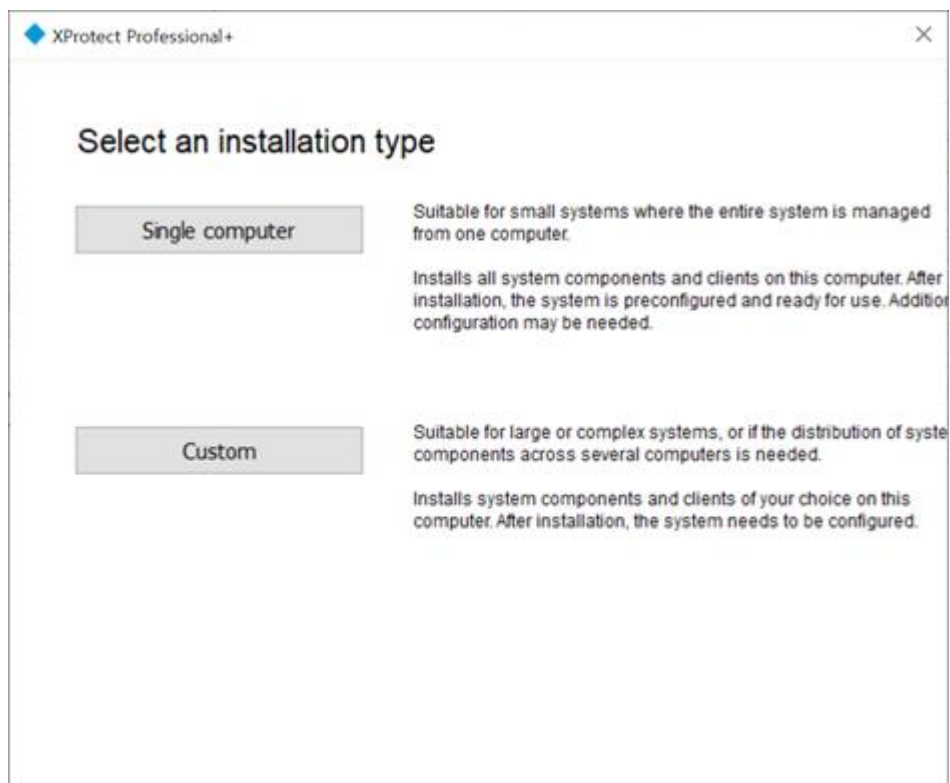 XProtect Professional+
Select an installation type
Single computer
Suitable for small systems where the entire system is managed
from one computer.
Installs all system components and clients on this computer. After
installation, the system is preconfigured and ready for use. Addition
configuration may be needed.
Custom
Suitable for large or complex systems, or if the distribution of syste
components across several computers is needed.
Installs system components and clients of your choice on this
computer. After installation, the system needs to be configured.